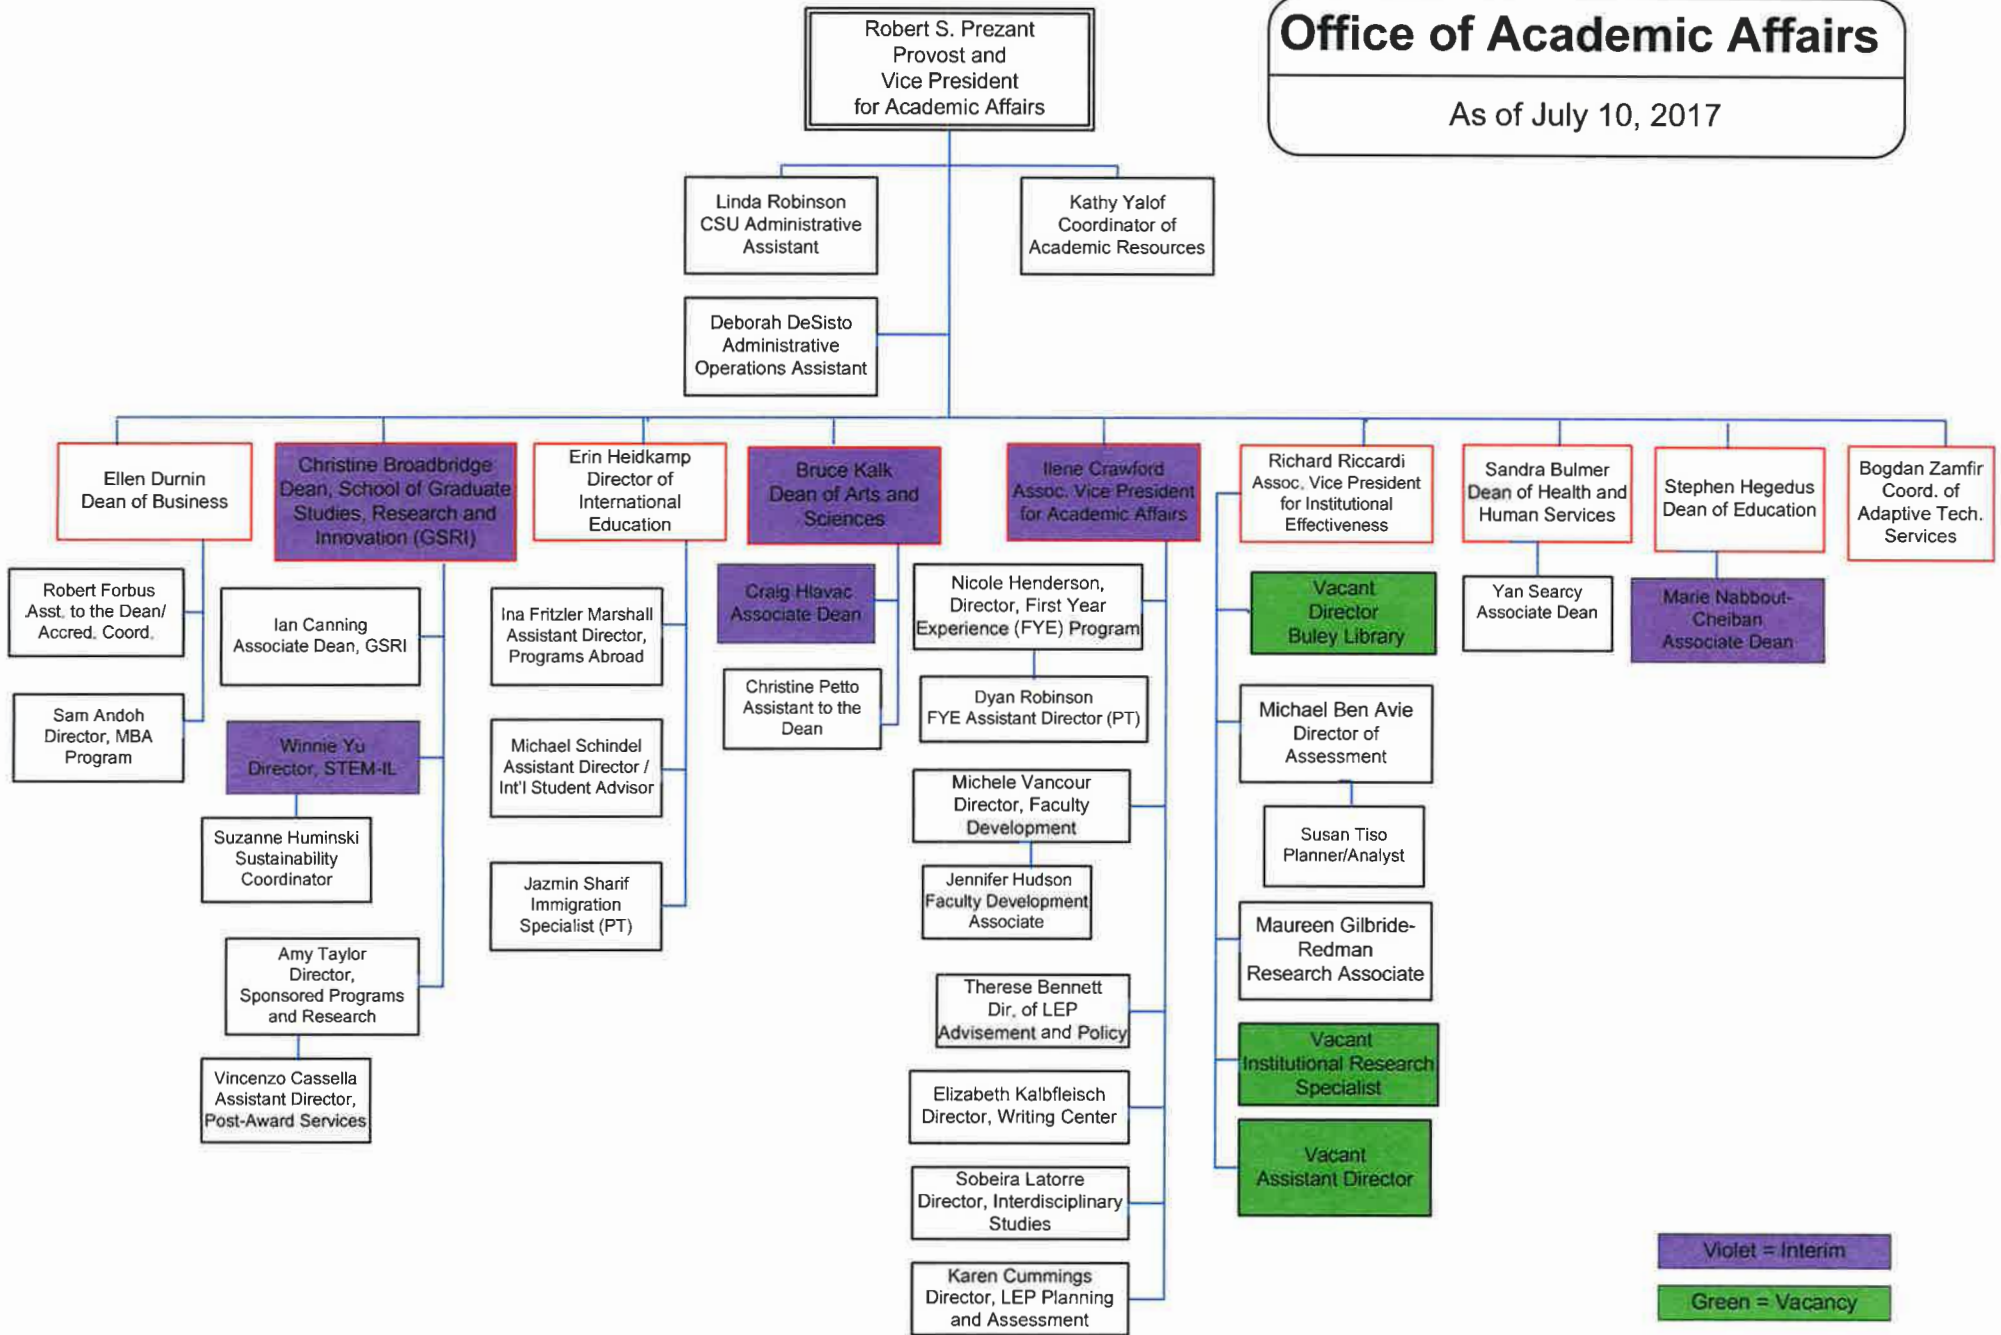 Office of Academic Affairs
As of July 10, 2017
Robert S. Prezant
Provost and
Vice President
for Academic Affairs
Linda Robinson
CSU Administrative
Assistant
Kathy Yalof
Coordinator of
Academic Resources
Deborah DeSisto
Administrative
Operations Assistant
Ellen Durnin
Dean of Business
Robert Forbus
Asst. to the Dean/
Accred. Coord.
Sam Andoh
Director, MBA
Program
Christine Broadbridge
Dean, School of Graduate
Studies, Research and
Innovation (GSRI)
Ian Canning
Associate Dean, GSRI
Winnie Yu
Director, STEM-IL
Suzanne Huminski
Sustainability
Coordinator
Amy Taylor
Director,
Sponsored Programs
and Research
Vincenzo Cassella
Assistant Director,
Post-Award Services
Erin Heidkamp
Director of
International
Education
Ina Fritzler Marshall
Assistant Director,
Programs Abroad
Michael Schindel
Assistant Director /
Int'l Student Advisor
Jazmin Sharif
Immigration
Specialist (PT)
Bruce Kalk
Dean of Arts and
Sciences
Craig Hlavac
Associate Dean
Christine Petto
Assistant to the
Dean
Ilene Crawford
Assoc. Vice President
for Academic Affairs
Nicole Henderson,
Director, First Year
Experience (FYE) Program
Dyan Robinson
FYE Assistant Director (PT)
Michele Vancour
Director, Faculty
Development
Jennifer Hudson
Faculty Development
Associate
Therese Bennett
Dir. of LEP
Advisement and Policy
Elizabeth Kalbfleisch
Director, Writing Center
Sobeira Latorre
Director, Interdisciplinary
Studies
Karen Cummings
Director, LEP Planning
and Assessment
Richard Riccardi
Assoc. Vice President
for Institutional
Effectiveness
Vacant
Director
Buley Library
Michael Ben Avie
Director of
Assessment
Susan Tiso
Planner/Analyst
Maureen Gilbride-
Redman
Research Associate
Vacant
Institutional Research
Specialist
Vacant
Assistant Director
Sandra Bulmer
Dean of Health and
Human Services
Yan Searcy
Associate Dean
Stephen Hegedus
Dean of Education
Marie Nabbout-
Cheiban
Associate Dean
Bogdan Zamfir
Coord. of
Adaptive Tech.
Services
Violet = Interim
Green = Vacancy